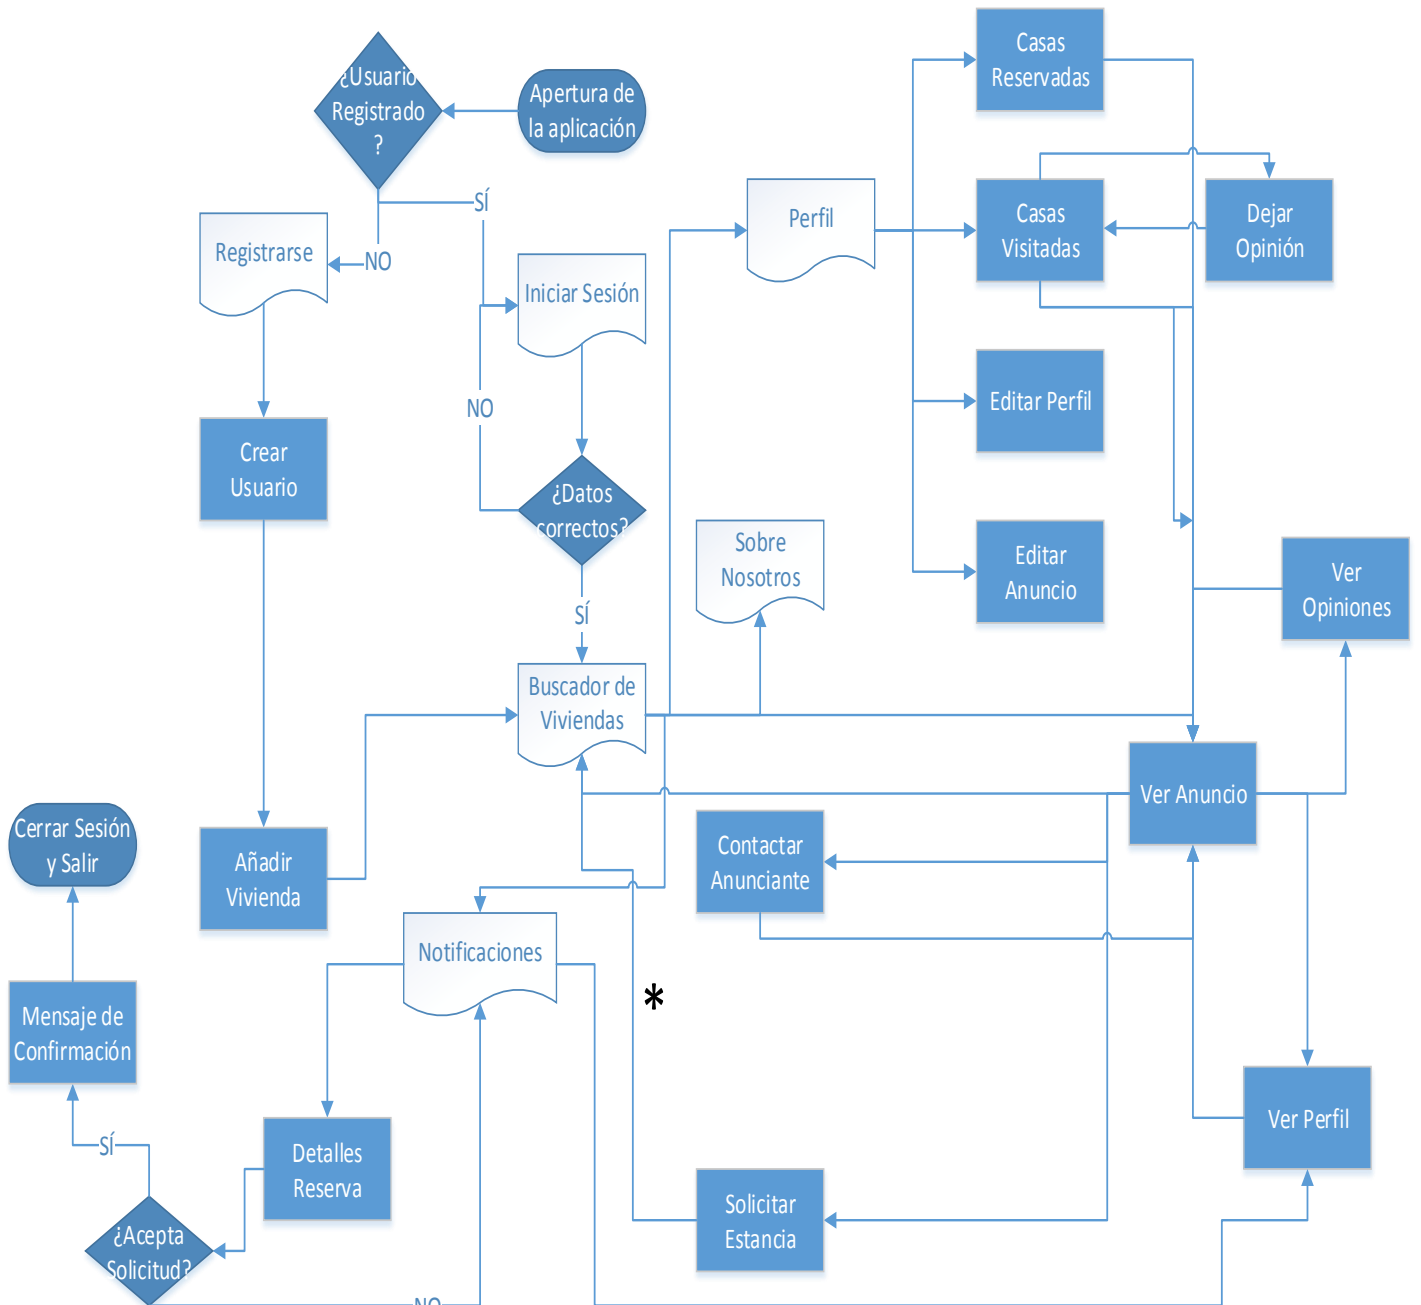 Casas
Reservadas
¿Usuario
Registrado
?
Apertura de
la aplicación
SÍ
NO
Registrarse
Iniciar Sesión
Perfil
Casas
Visitadas
Dejar
Opinión
NO
Editar Perfil
Crear
Usuario
¿Datos
correctos?
Sobre
Nosotros
Editar
Anuncio
Ver
Opiniones
SÍ
Buscador de
Viviendas
Ver Anuncio
Cerrar Sesión
y Salir
Añadir
Vivienda
Contactar
Anunciante
Notificaciones
*
Mensaje de
Confirmación
Ver Perfil
SÍ
Detalles
Reserva
Solicitar
Estancia
¿Acepta
Solicitud?
NO